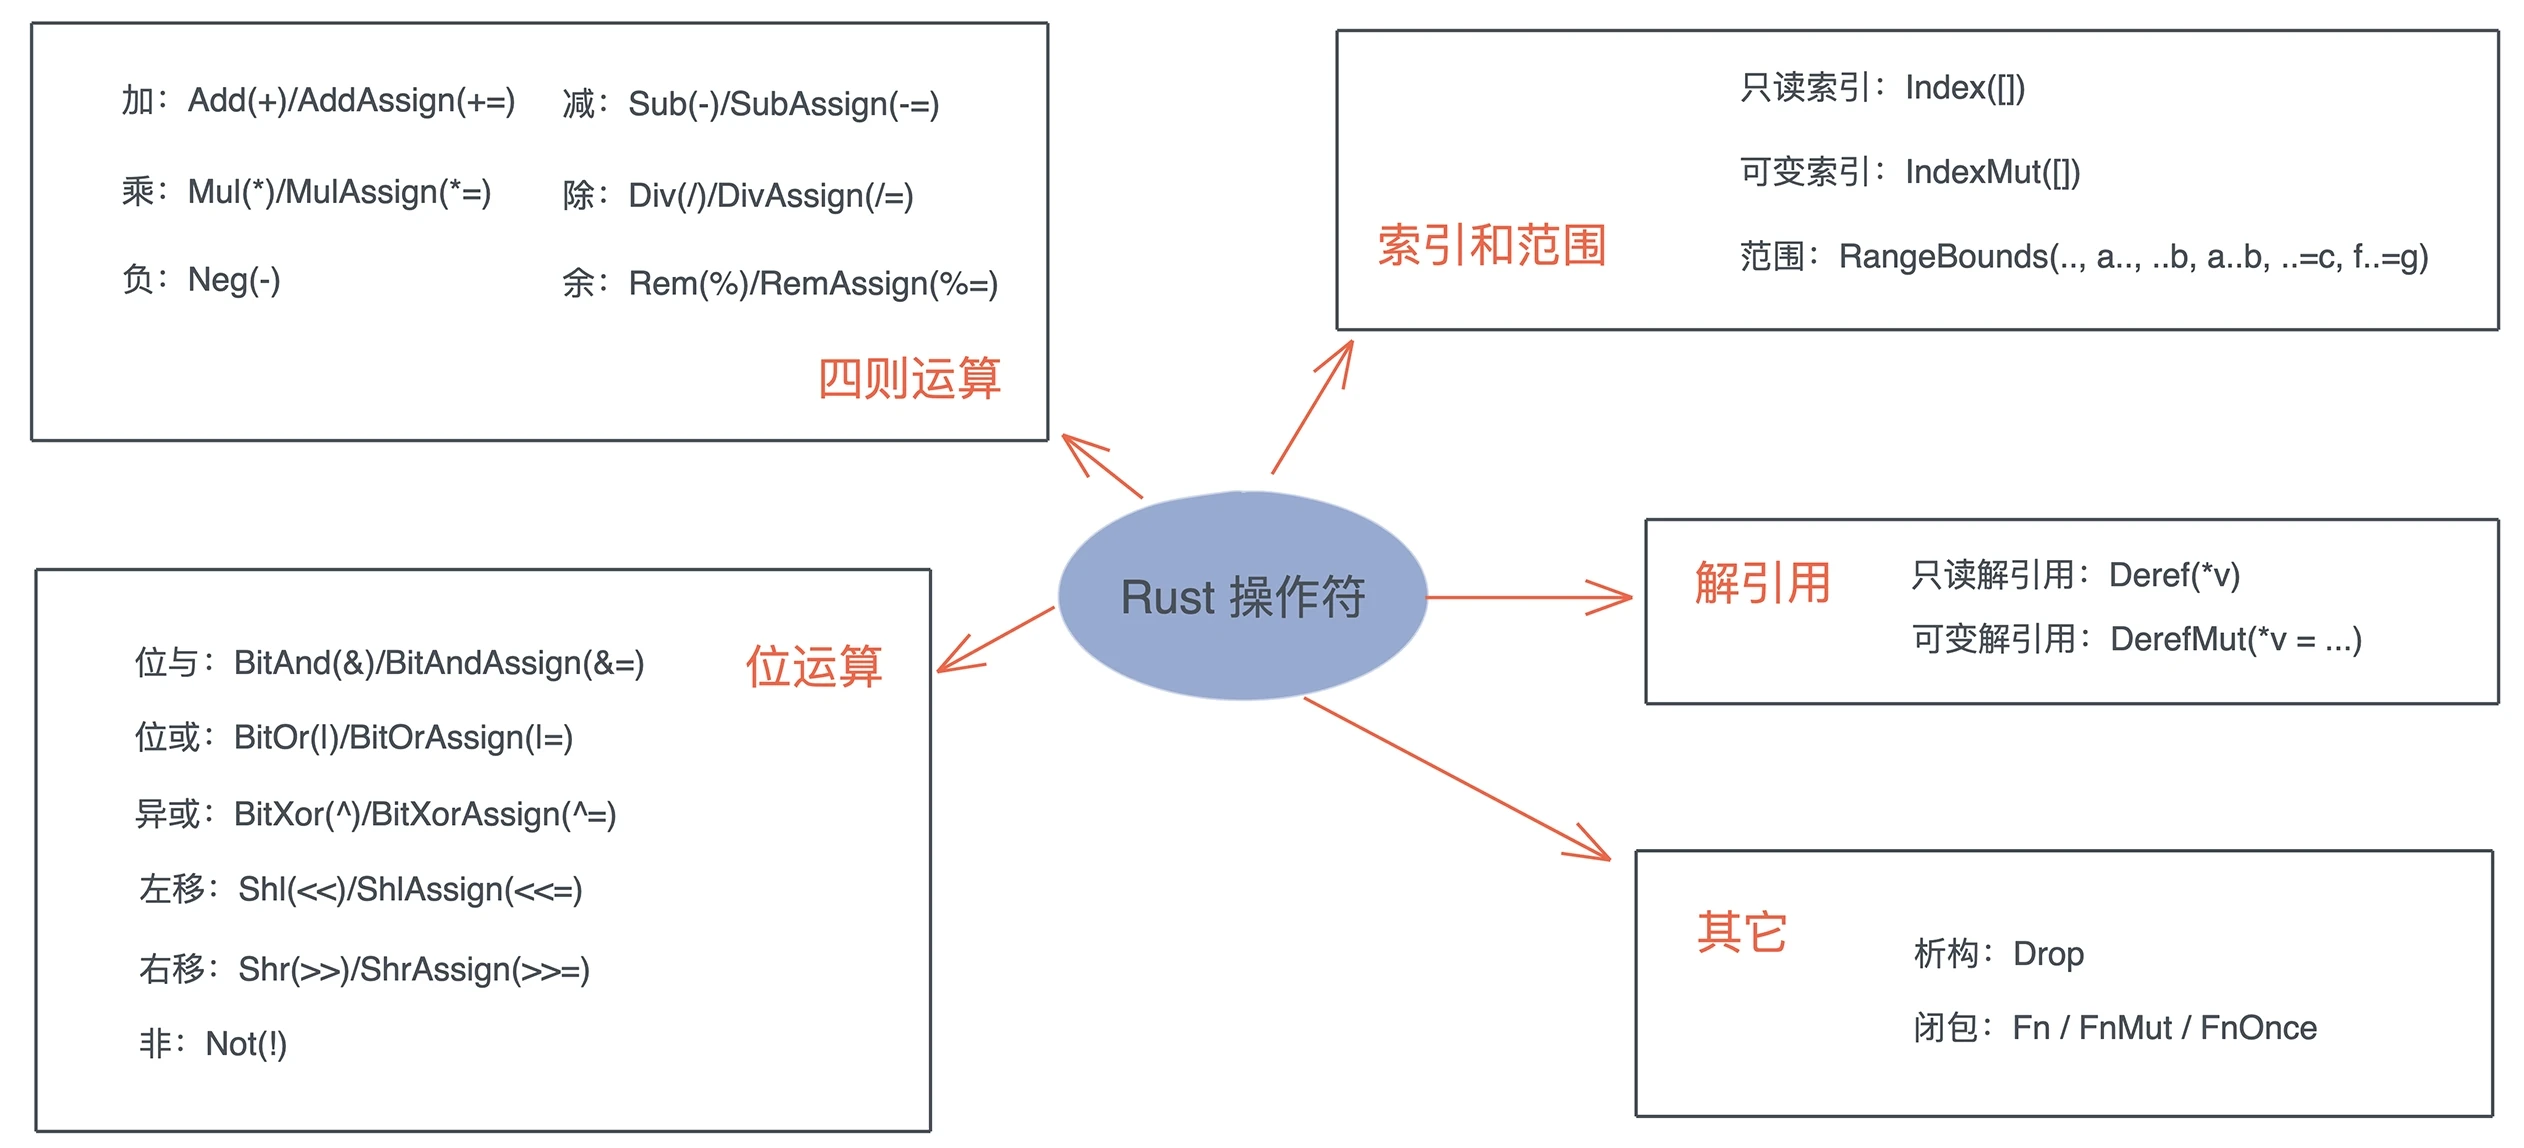 加：Add(+)/AddAssign(+=)
减：Sub(-)/SubAssign(-=)
乘：Mul(*)/MulAssign(*=)
除：Div(/)/DivAssign(/=)
负：Neg(-)
余：Rem(%)/RemAssign(%=)
四则运算
只读索引：Index([])
可变索引：IndexMut([])
索引和范围
范围：RangeBounds(.., a.., ..b, a..b, ..=c, f..=g)
Rust 操作符
解引用
只读解引用：Deref(*v)
可变解引用：DerefMut(*v = ...)
位运算
位与：BitAnd(&)/BitAndAssign(&=)
位或：BitOr(|)/BitOrAssign(|=)
异或：BitXor(^)/BitXorAssign(^=)
左移：Shl(<<)/ShlAssign(<<=)
右移：Shr(>>)/ShrAssign(>>=)
非：Not(!)
其它
析构：Drop
闭包：Fn / FnMut / FnOnce